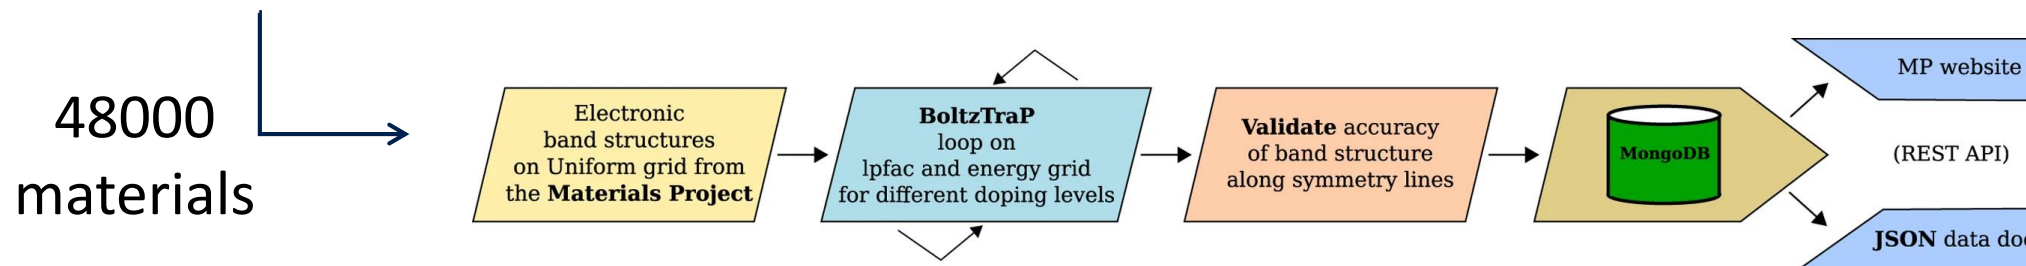 48000
materials
Electronic
band structures
on Uniform grid from
the Materials Project
BoltzTraP
loop on
lpfac and energy grid
for different doping levels
Validate accuracy
of band structure
along symmetry lines
MongoDB
MP website
(REST API)
JSON data